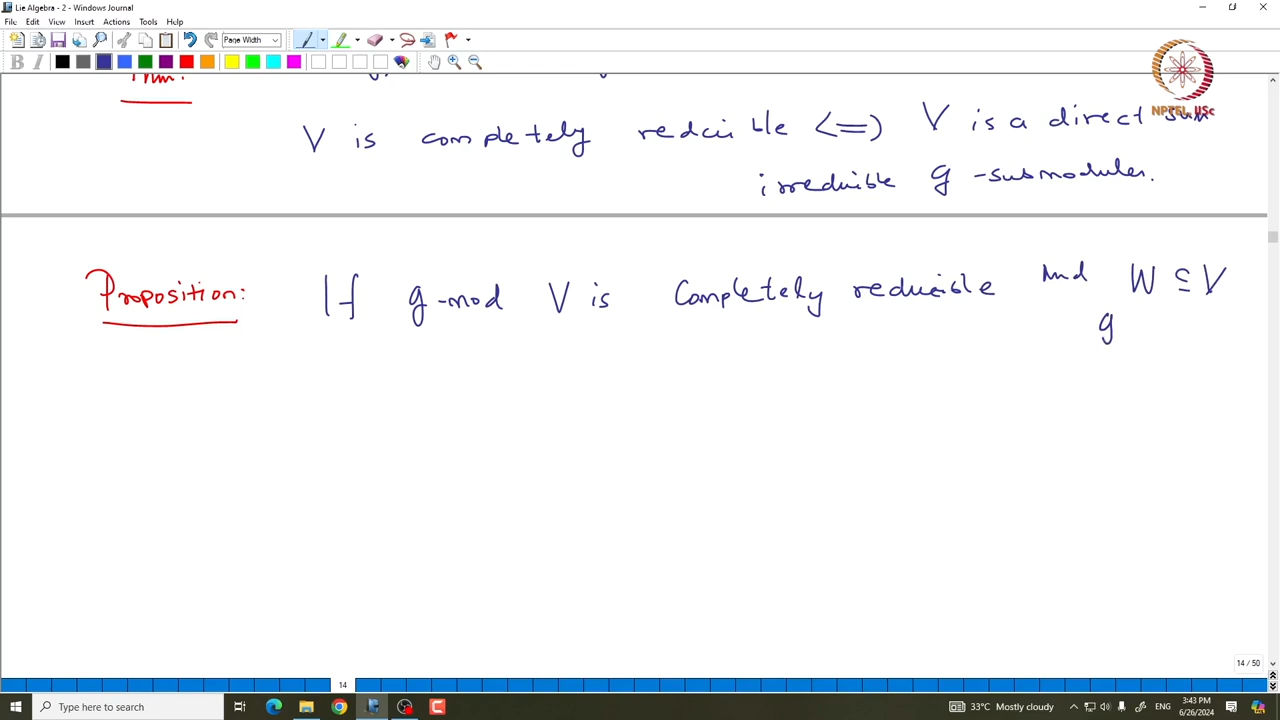 Lie Algebra - 2 - Windows Journal
File Edit View Insert Actions Tools Help
Page Width
B I
NPTEL, IISc
Thm:
V is completely reducible <=> V is a direct sum
irreducible g -submodules.
Proposition: If g-mod V is Completely reducible and W ⊆ V
g
14 / 50
14
Type here to search
33°C Mostly cloudy
ENG
3:43 PM
6/26/2024